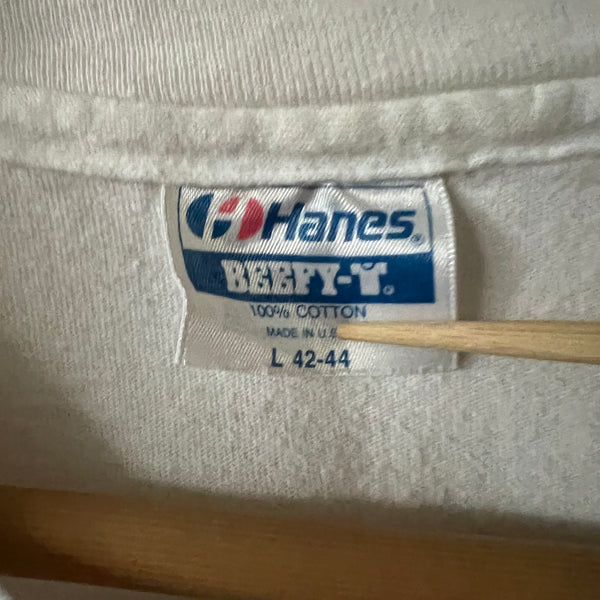 Hanes®
BEEFY-T®
100% COTTON
MADE IN U.S
L 42-44